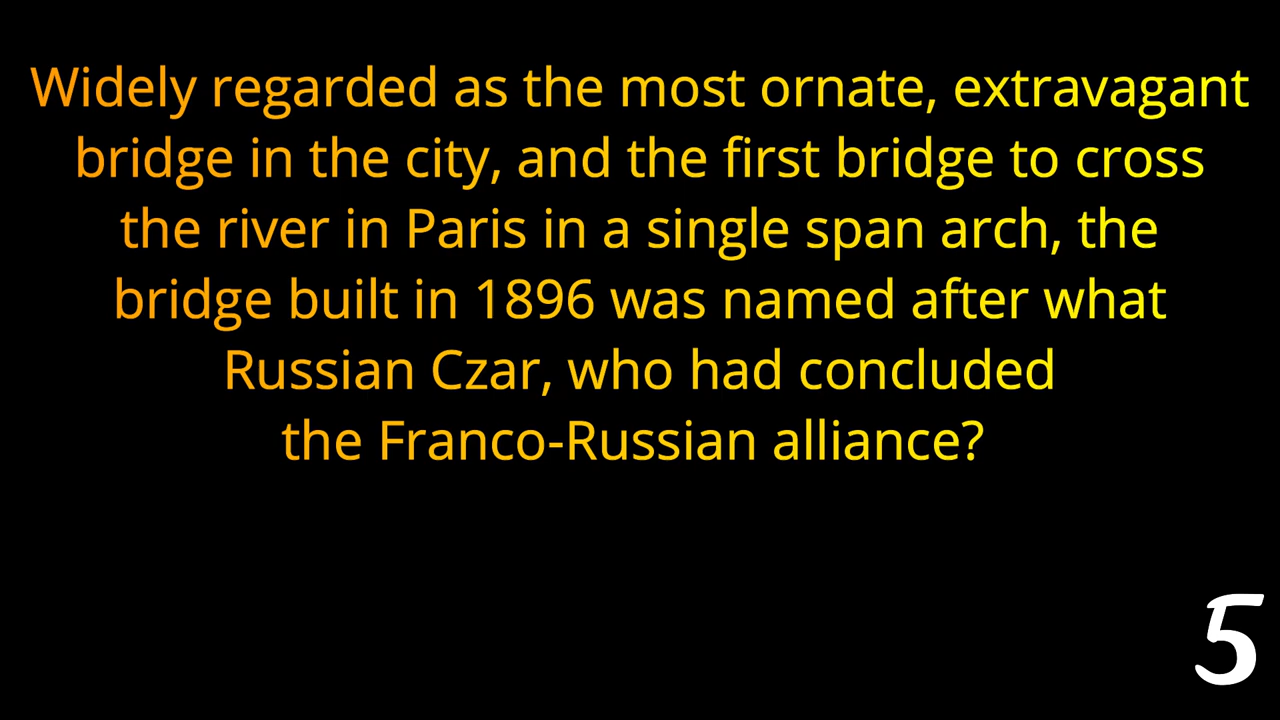 Widely regarded as the most ornate, extravagant
bridge in the city, and the first bridge to cross
the river in Paris in a single span arch, the
bridge built in 1896 was named after what
Russian Czar, who had concluded
the Franco-Russian alliance?
5